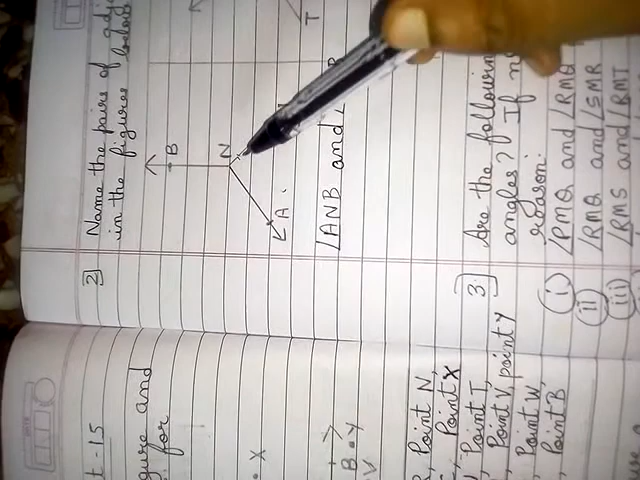 2] Name the pairs of adj
in the figures below
T
B
N
A
∠ANB and ∠
3] Are the following
angles? If n
reason:
(i) ∠PMQ and ∠RMQ
(ii) ∠RMQ and ∠SMR
(iii) ∠RMS and ∠RMT
t-15
gure and
for
X
B Y
V
Point N,
Point X
Point T,
Point V, point Y
Point W,
Point B,